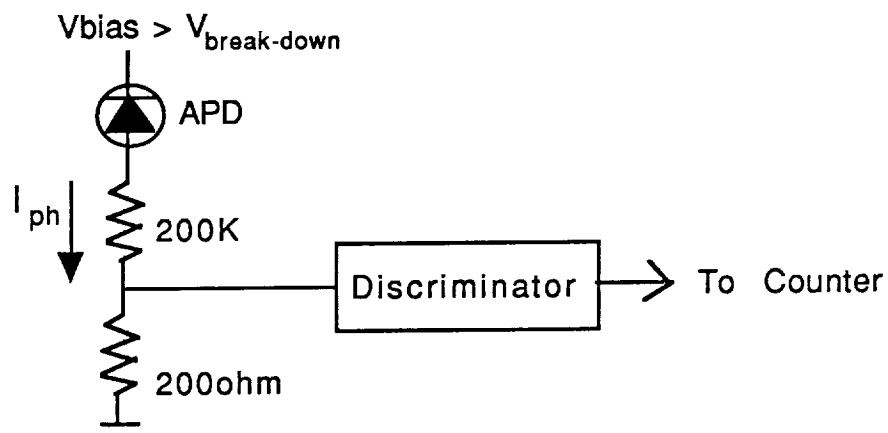 Vbias > Vbreak-down
APD
Iph
200K
Discriminator
To Counter
200ohm